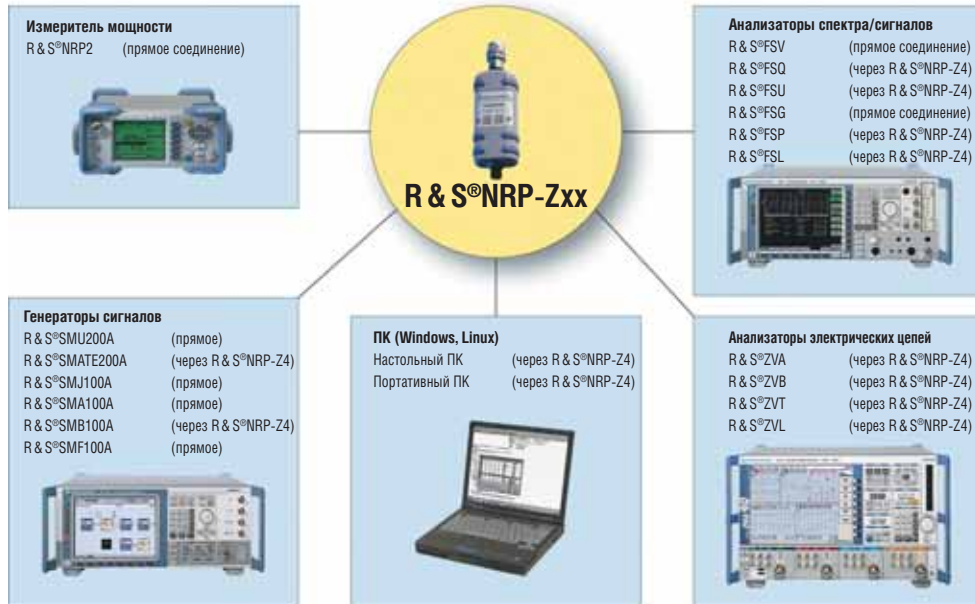 Измеритель мощности
R & S®NRP2 (прямое соединение)
R & S®NRP-Zxx
Анализаторы спектра/сигналов
R & S®FSV (прямое соединение)
R & S®FSQ (через R & S®NRP-Z4)
R & S®FSU (через R & S®NRP-Z4)
R & S®FSG (прямое соединение)
R & S®FSP (через R & S®NRP-Z4)
R & S®FSL (через R & S®NRP-Z4)
Генераторы сигналов
R & S®SMU200A (прямое)
R & S®SMATE200A (через R & S®NRP-Z4)
R & S®SMJ100A (прямое)
R & S®SMA100A (прямое)
R & S®SMB100A (через R & S®NRP-Z4)
R & S®SMF100A (прямое)
ПК (Windows, Linux)
Настольный ПК (через R & S®NRP-Z4)
Портативный ПК (через R & S®NRP-Z4)
Анализаторы электрических цепей
R & S®ZVA (через R & S®NRP-Z4)
R & S®ZVB (через R & S®NRP-Z4)
R & S®ZVT (через R & S®NRP-Z4)
R & S®ZVL (через R & S®NRP-Z4)